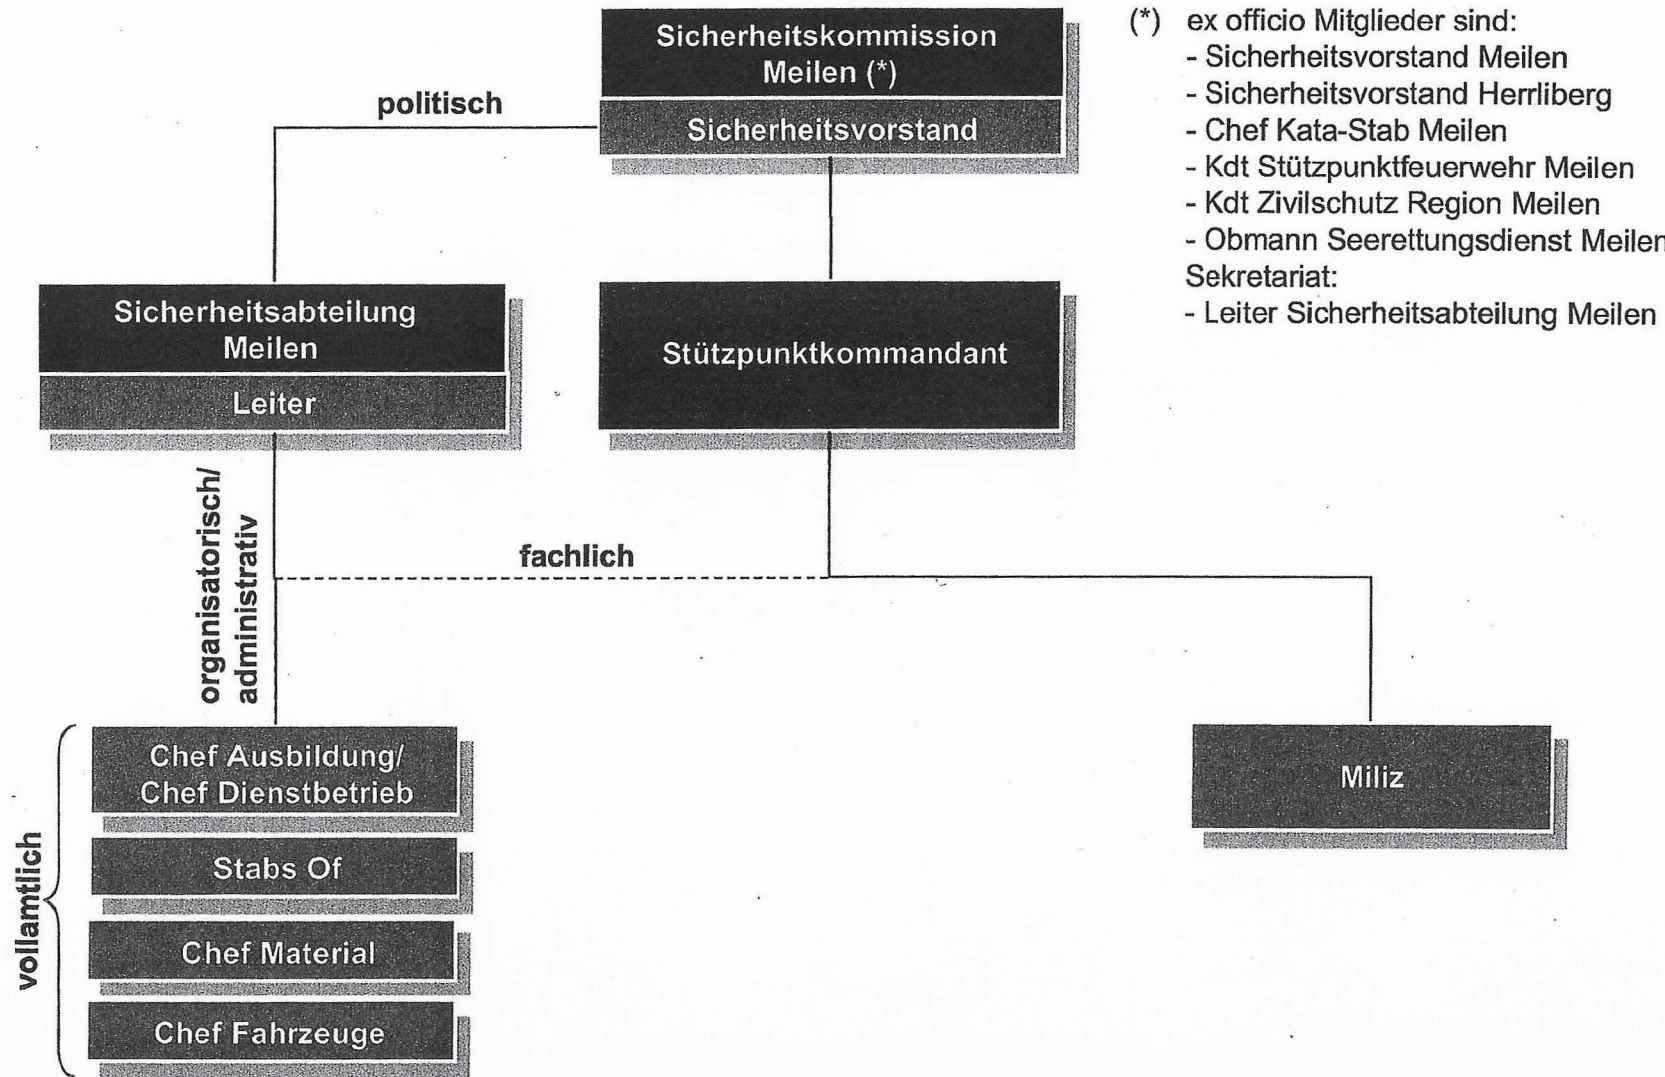 Sicherheitskommission
Meilen (*)
Sicherheitsvorstand
(*) ex officio Mitglieder sind:
- Sicherheitsvorstand Meilen
- Sicherheitsvorstand Herrliberg
- Chef Kata-Stab Meilen
- Kdt Stützpunktfeuerwehr Meilen
- Kdt Zivilschutz Region Meilen
- Obmann Seerettungsdienst Meilen
Sekretariat:
- Leiter Sicherheitsabteilung Meilen
politisch
Sicherheitsabteilung
Meilen
Leiter
Stützpunktkommandant
organisatorisch/
administrativ
fachlich
vollamtlich
Chef Ausbildung/
Chef Dienstbetrieb
Stabs Of
Chef Material
Chef Fahrzeuge
Miliz